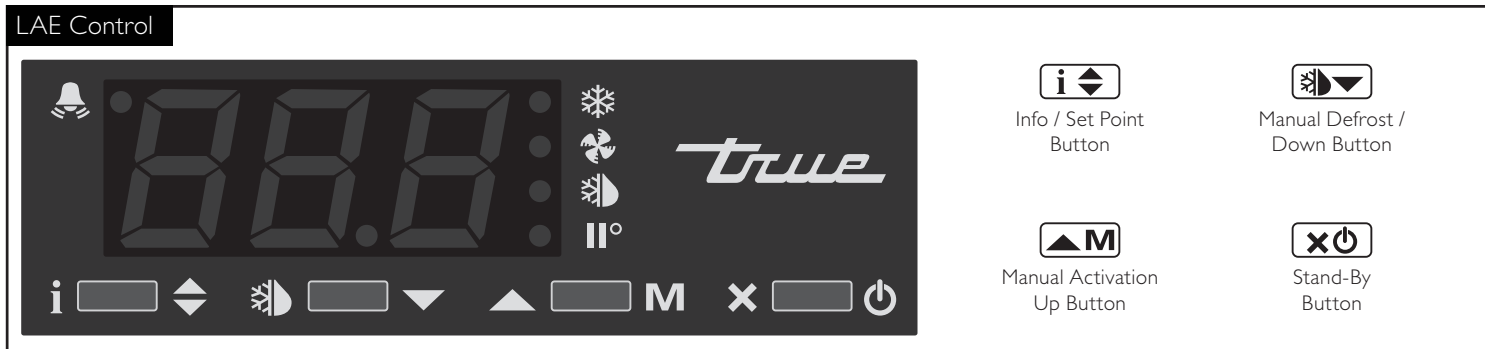 LAE Control
88.8
true
II°
i
M
i
Info / Set Point
Button
Manual Defrost /
Down Button
M
Manual Activation
Up Button
Stand-By
Button